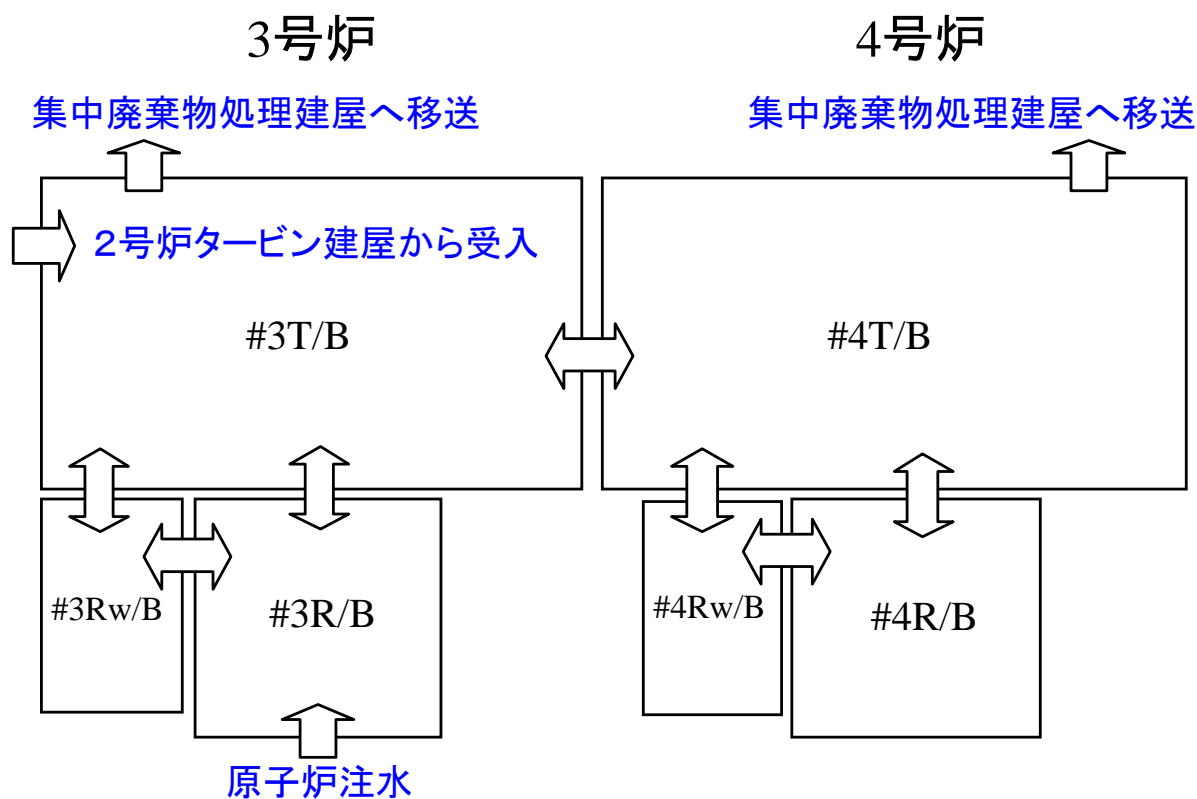 3号炉
4号炉
集中廃棄物処理建屋へ移送
集中廃棄物処理建屋へ移送
２号炉タービン建屋から受入
#3T/B
#4T/B
#3Rw/B
#3R/B
#4Rw/B
#4R/B
原子炉注水